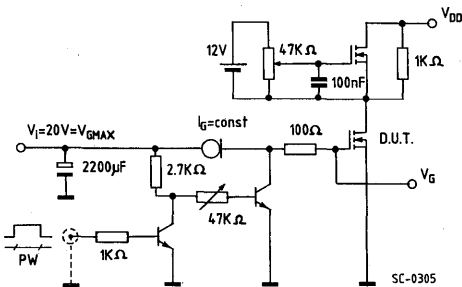 V_DD
12V
47KΩ
100nF
1KΩ
V_I=20V=V_GMAX
I_G=const
100Ω
D.U.T.
2200µF
2.7KΩ
V_G
47KΩ
PW
1KΩ
SC-0305